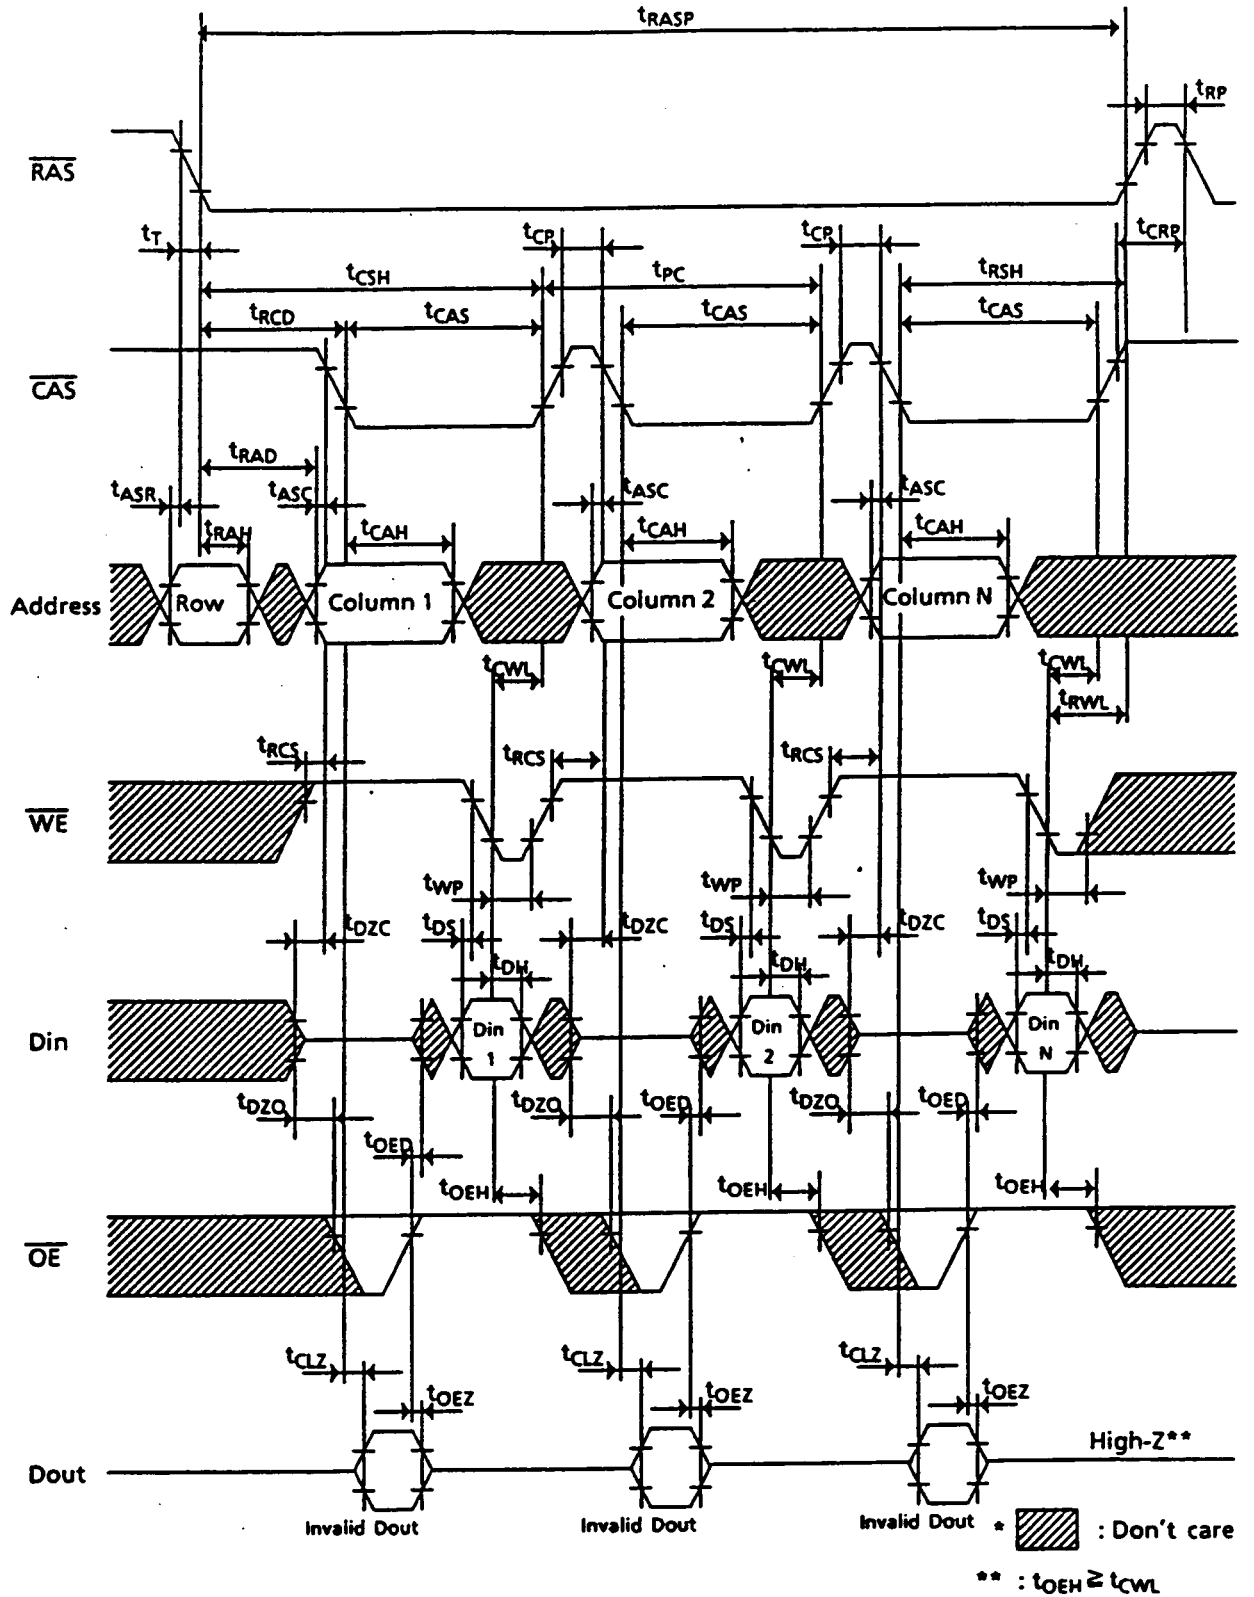 tRASP
tRP
RAS
tT
tCP
tCP
tCRP
tCSH
tPC
tRSH
tRCD
tCAS
tCAS
tCAS
CAS
tRAD
tASR
tASC
tASC
tASC
tRAH
tCAH
tCAH
tCAH
Address
Row
Column 1
Column 2
Column N
tCWL
tCWL
tCWL
tRWL
tRCS
tRCS
tRCS
WE
tWP
tWP
tWP
tDZC
tDS
tDZC
tDS
tDZC
tDS
tDH
tDH
tDH
Din
Din 1
Din 2
Din N
tDZO
tDZO
tOED
tDZO
tOED
tOED
tOEH
tOEH
tOEH
OE
tCLZ
tCLZ
tCLZ
tOEZ
tOEZ
tOEZ
High-Z**
Dout
Invalid Dout
Invalid Dout
Invalid Dout
* : Don't care
** : tOEH ≥ tCWL